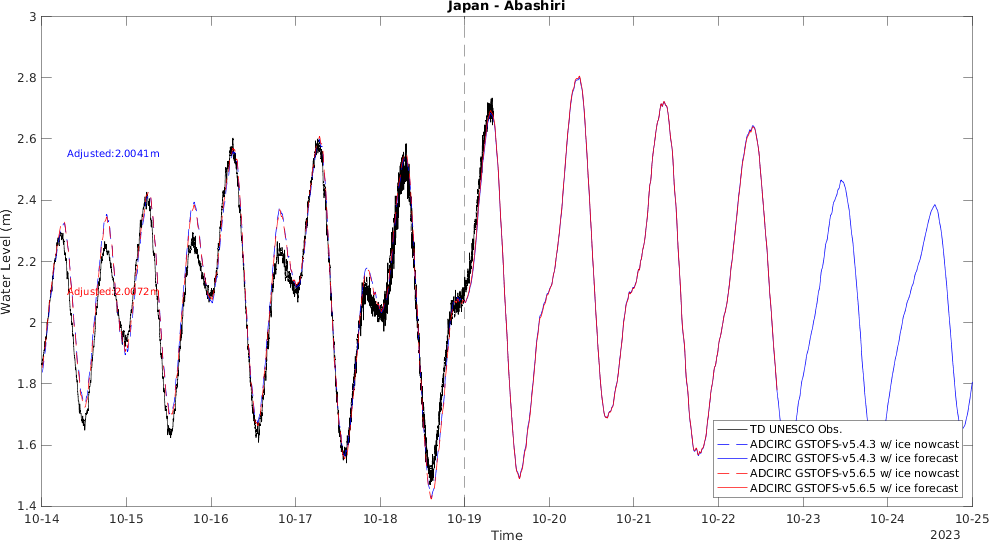 Japan - Abashiri
3
2.8
2.6
2.4
2.2
2
1.8
1.6
1.4
Water Level (m)
Adjusted:2.0041m
Adjusted:2.0072m
TD UNESCO Obs.
ADCIRC GSTOFS-v5.4.3 w/ ice nowcast
ADCIRC GSTOFS-v5.4.3 w/ ice forecast
ADCIRC GSTOFS-v5.6.5 w/ ice nowcast
ADCIRC GSTOFS-v5.6.5 w/ ice forecast
10-14 10-15 10-16 10-17 10-18 10-19 10-20 10-21 10-22 10-23 10-24 10-25
Time
2023